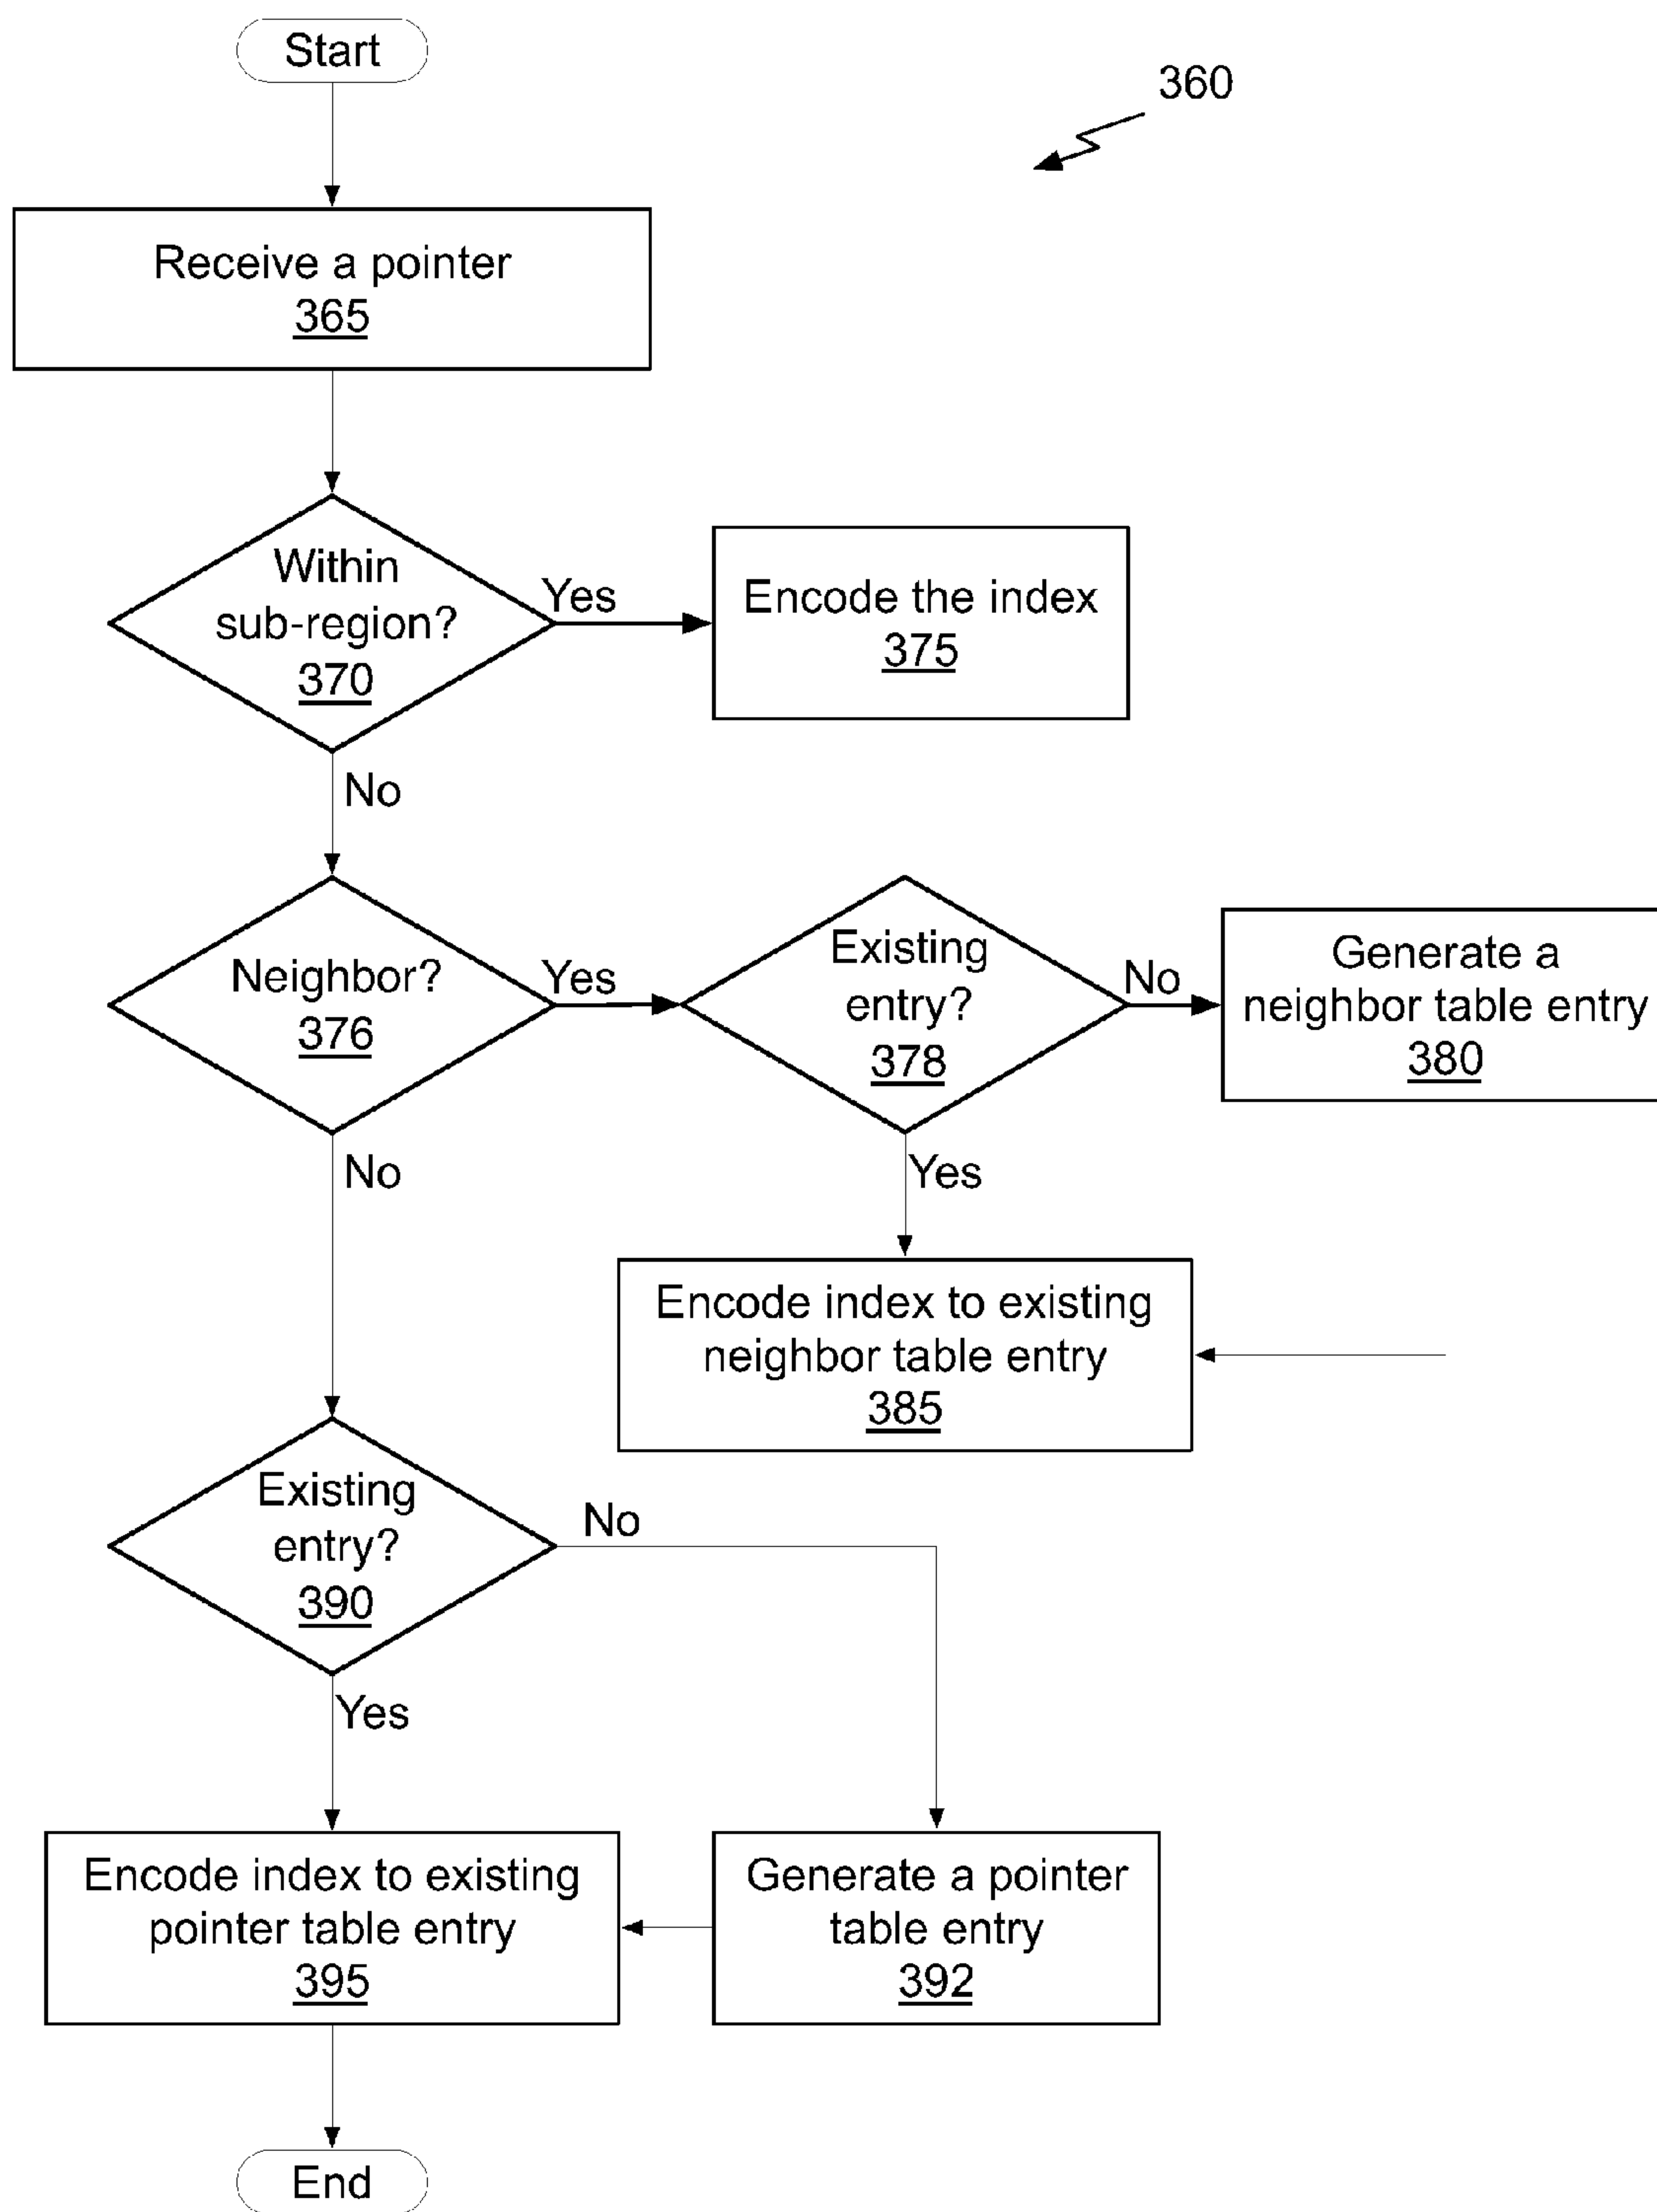 Start
360
Receive a pointer
365
Within
sub-region?
370
Yes
Encode the index
375
No
Neighbor?
376
Yes
Existing
entry?
378
No
Generate a
neighbor table entry
380
No
Yes
Encode index to existing
neighbor table entry
385
Existing
entry?
390
No
Yes
Encode index to existing
pointer table entry
395
Generate a pointer
table entry
392
End